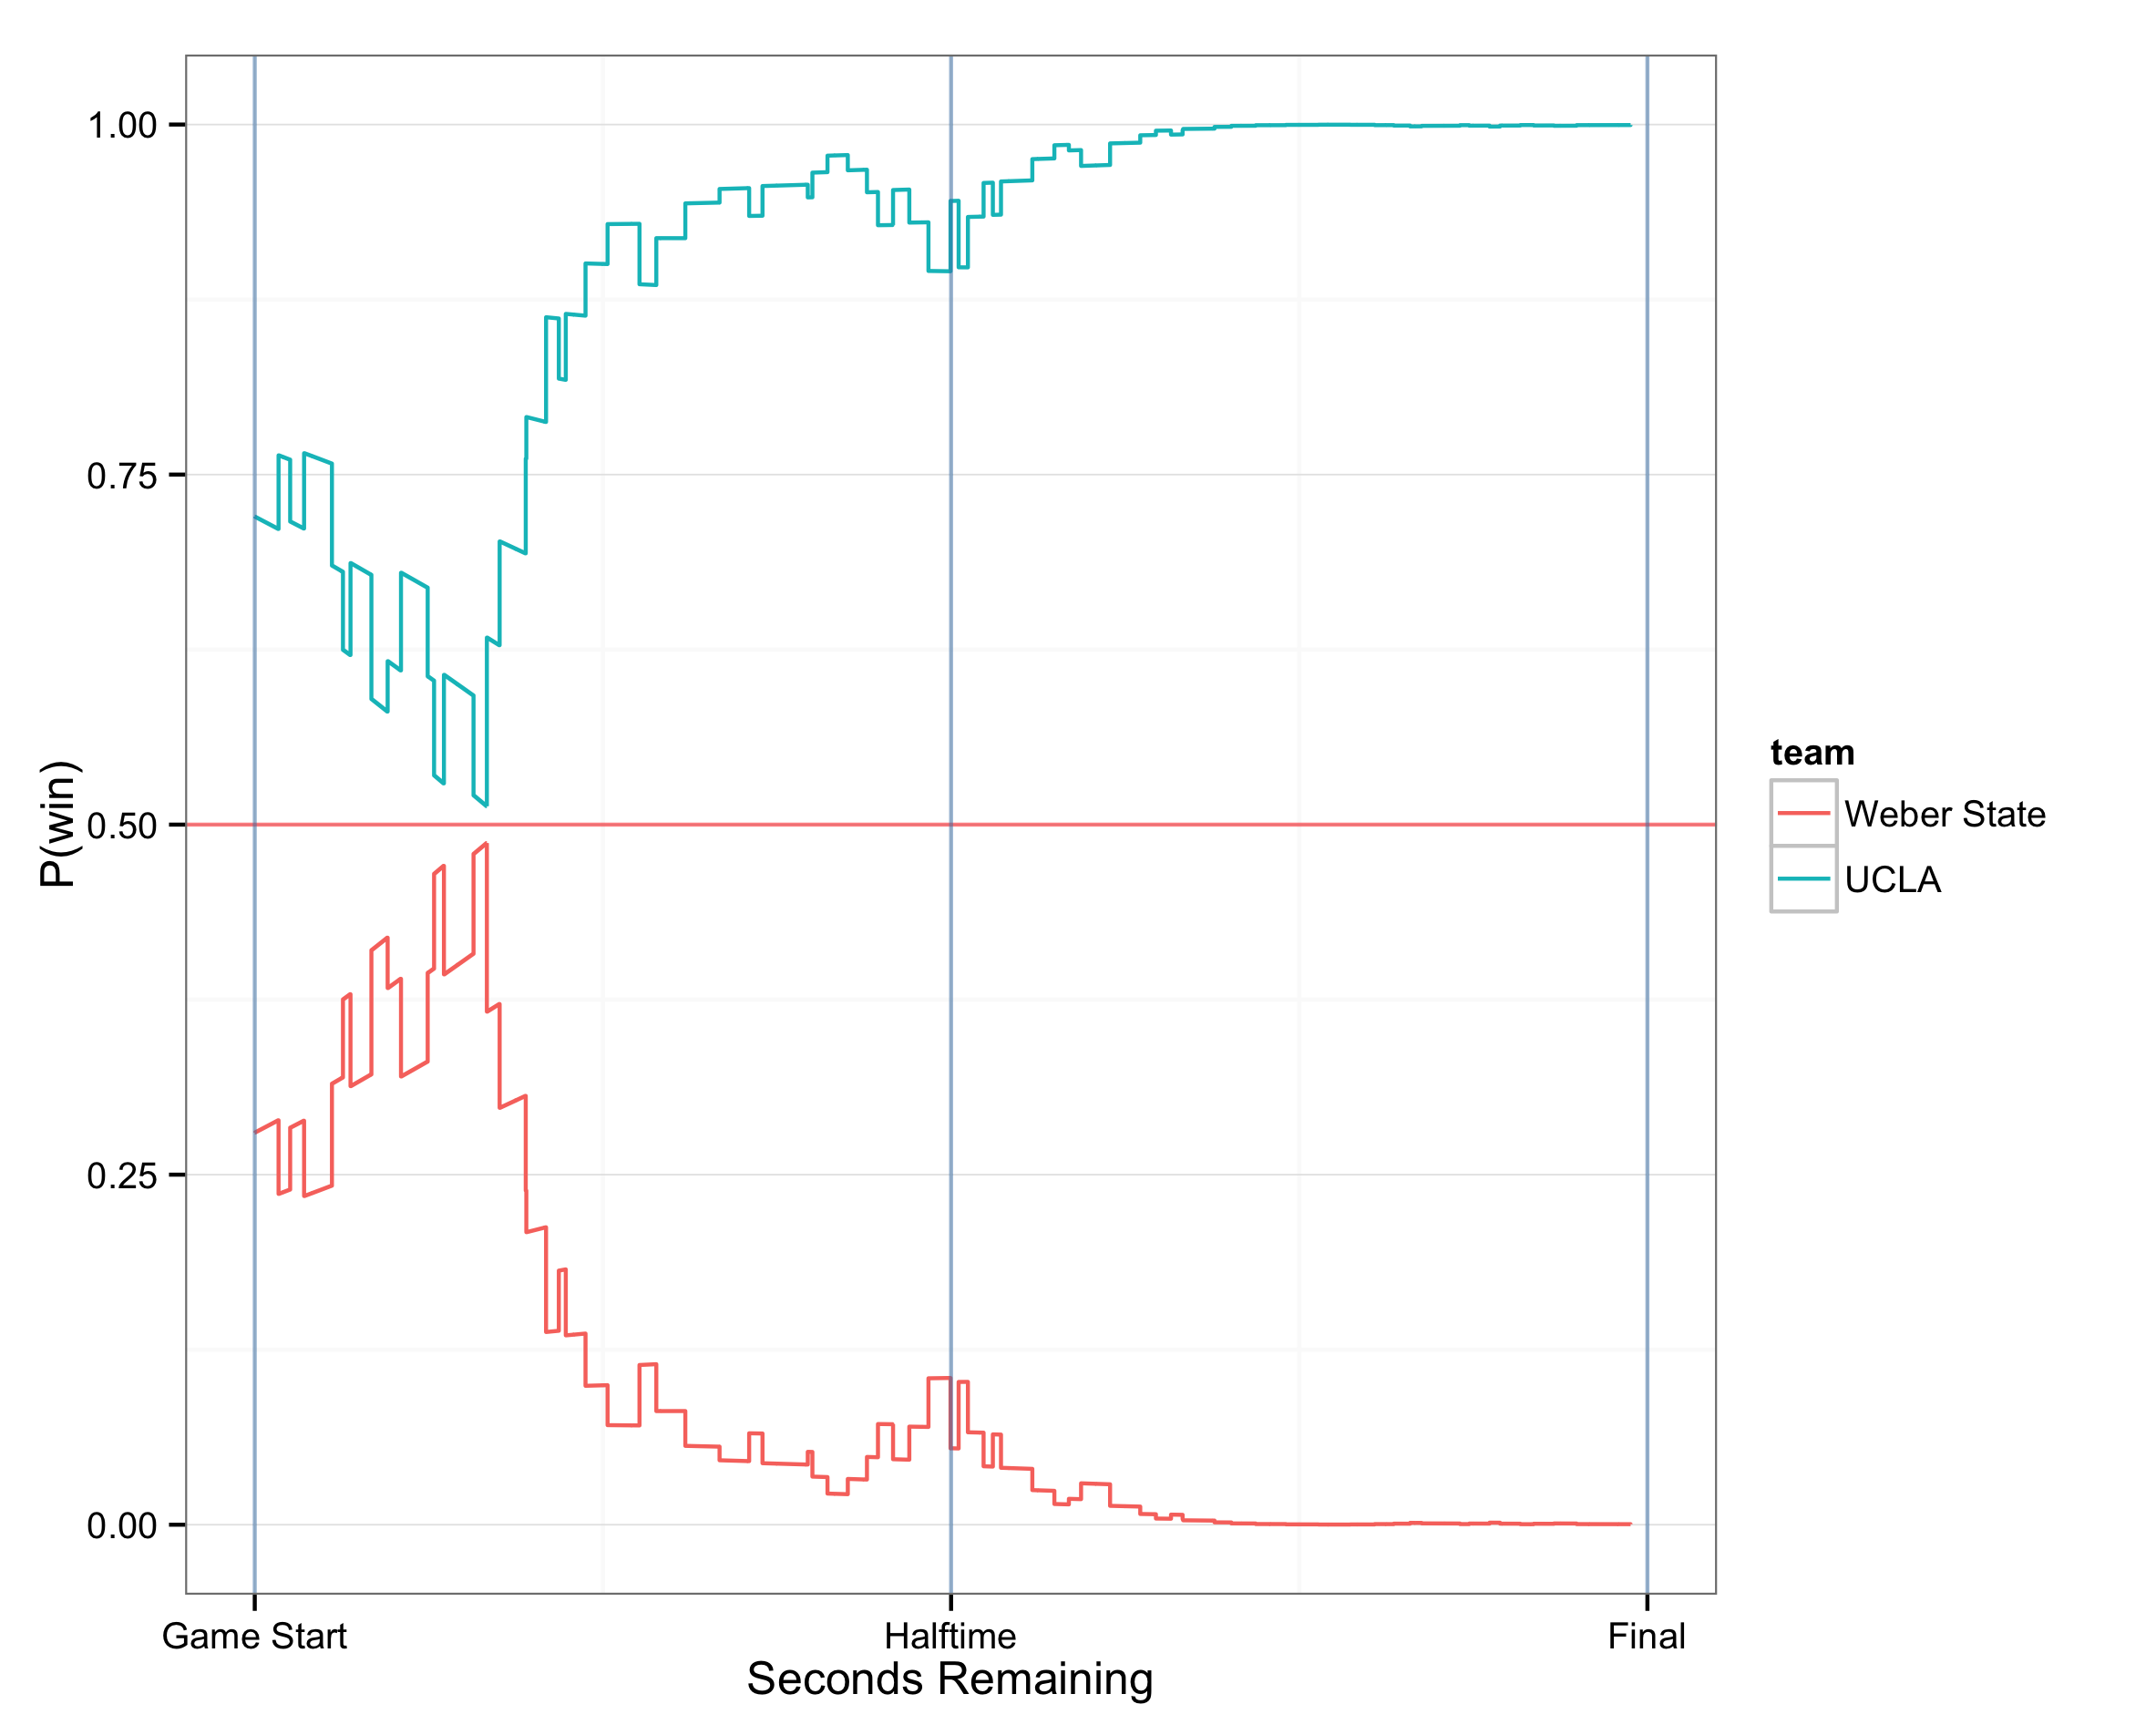 1.00
0.75
0.50
0.25
0.00
P(win)
Game Start
Halftime
Final
Seconds Remaining
team
Weber State
UCLA